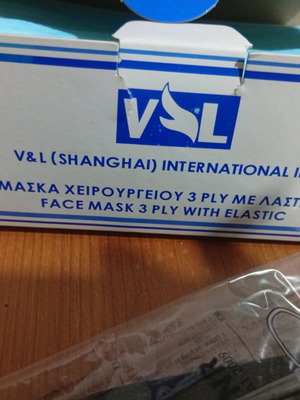 V&L
V&L (SHANGHAI) INTERNATIONAL
ΜΑΣΚΑ ΧΕΙΡΟΥΡΓΕΙΟΥ 3 PLY ΜΕ
FACE MASK 3 PLY WITH ELASTIC